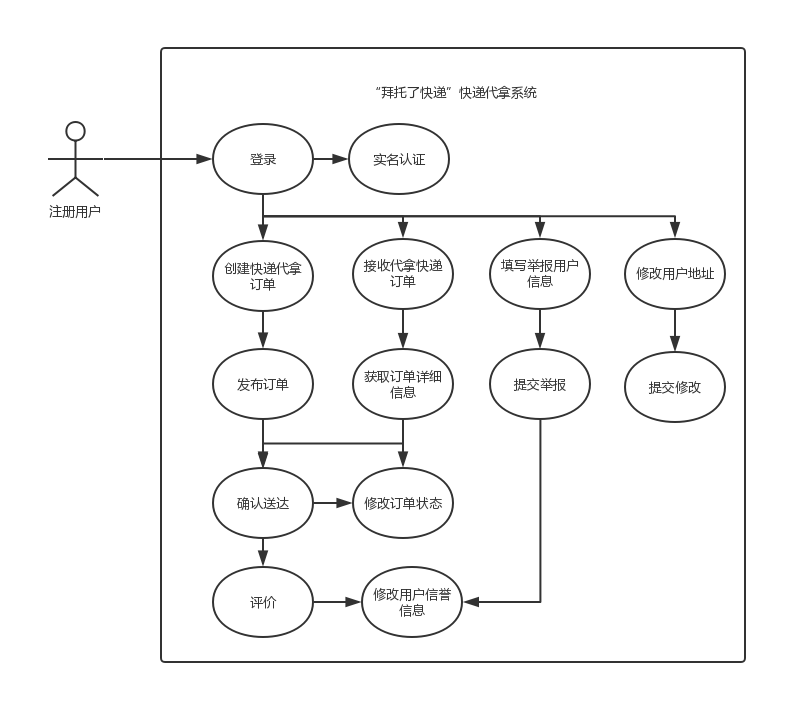 “拜托了快递”快递代拿系统
登录
实名认证
注册用户
创建快递代拿
订单
接收代拿快递
订单
填写举报用户
信息
修改用户地址
发布订单
获取订单详细
信息
提交举报
提交修改
确认送达
修改订单状态
评价
修改用户信誉
信息